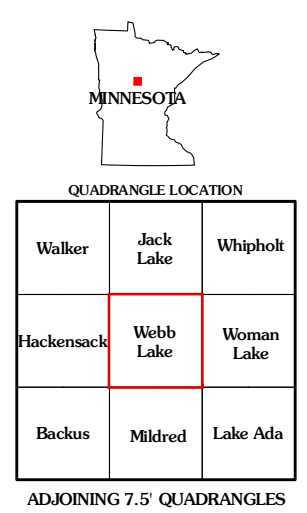 MINNESOTA
QUADRANGLE LOCATION
Walker
Jack
Lake
Whipholt
Hackensack
Webb
Lake
Woman
Lake
Backus
Mildred
Lake Ada
ADJOINING 7.5' QUADRANGLES